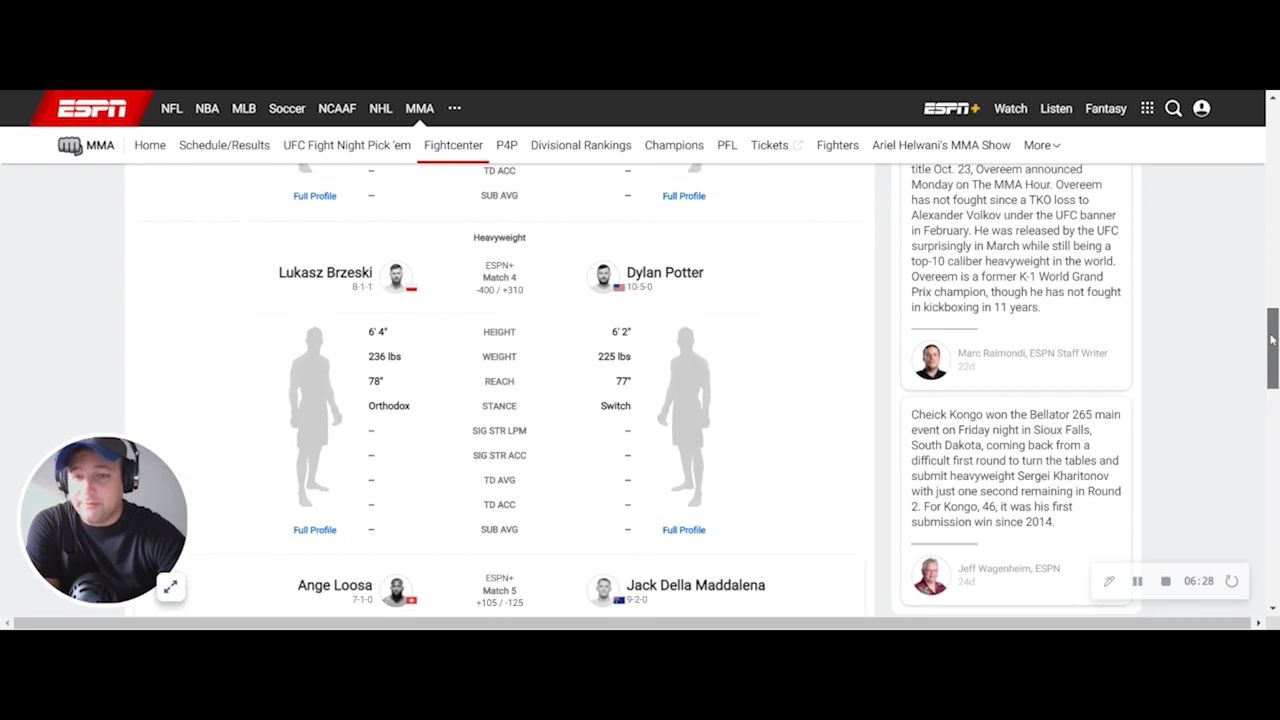 ESPN NFL NBA MLB Soccer NCAAF NHL MMA ••• ESPN+ Watch Listen Fantasy
MMA Home Schedule/Results UFC Fight Night Pick 'em Fightcenter P4P Divisional Rankings Champions PFL Tickets Fighters Ariel Helwani's MMA Show More
-- TD ACC --
Full Profile -- SUB AVG -- Full Profile
Heavyweight
Lukasz Brzeski
8-1-1
ESPN+
Match 4
-400 / +310
Dylan Potter
10-5-0
6' 4" HEIGHT 6' 2"
236 lbs WEIGHT 225 lbs
78" REACH 77"
Orthodox STANCE Switch
-- SIG STR LPM --
-- SIG STR ACC --
-- TD AVG --
-- TD ACC --
Full Profile -- SUB AVG -- Full Profile
Ange Loosa
7-1-0
ESPN+
Match 5
+105 / -125
Jack Della Maddalena
9-2-0
title Oct. 23, Overeem announced
Monday on The MMA Hour. Overeem
has not fought since a TKO loss to
Alexander Volkov under the UFC banner
in February. He was released by the UFC
surprisingly in March while still being a
top-10 caliber heavyweight in the world.
Overeem is a former K-1 World Grand
Prix champion, though he has not fought
in kickboxing in 11 years.
Marc Raimondi, ESPN Staff Writer
22d
Cheick Kongo won the Bellator 265 main
event on Friday night in Sioux Falls,
South Dakota, coming back from a
difficult first round to turn the tables and
submit heavyweight Sergei Kharitonov
with just one second remaining in Round
2. For Kongo, 46, it was his first
submission win since 2014.
Jeff Wagenheim, ESPN
24d
06:28